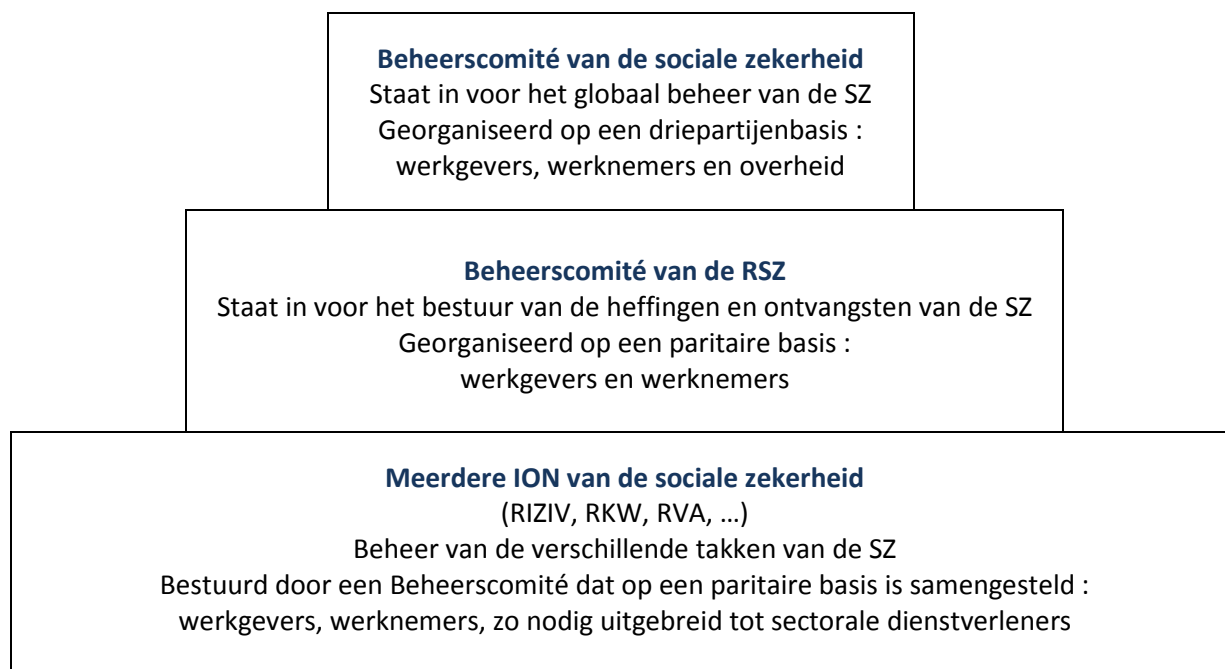 Beheerscomité van de sociale zekerheid
Staat in voor het globaal beheer van de SZ
Georganiseerd op een driepartijenbasis :
werkgevers, werknemers en overheid
Beheerscomité van de RSZ
Staat in voor het bestuur van de heffingen en ontvangsten van de SZ
Georganiseerd op een paritaire basis :
werkgevers en werknemers
Meerdere ION van de sociale zekerheid
(RIZIV, RKW, RVA, …)
Beheer van de verschillende takken van de SZ
Bestuurd door een Beheerscomité dat op een paritaire basis is samengesteld :
werkgevers, werknemers, zo nodig uitgebreid tot sectorale dienstverleners